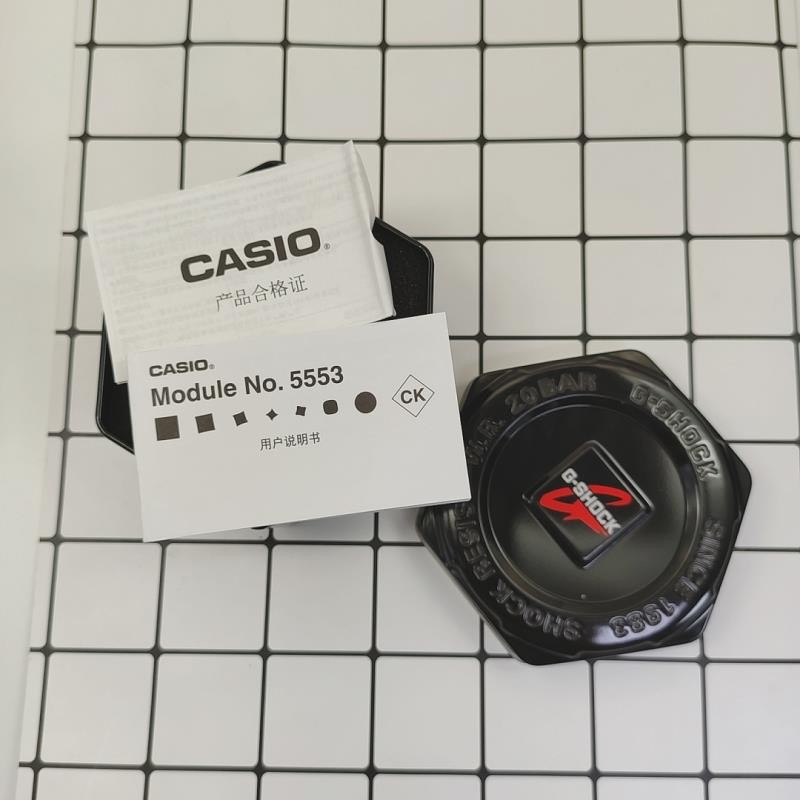 CASIO®
产品合格证
CASIO®
Module No. 5553
CK
用户说明书
W.R. 20BAR
G-SHOCK
SINCE 1983
SHOCK RESIS
G-SHOCK